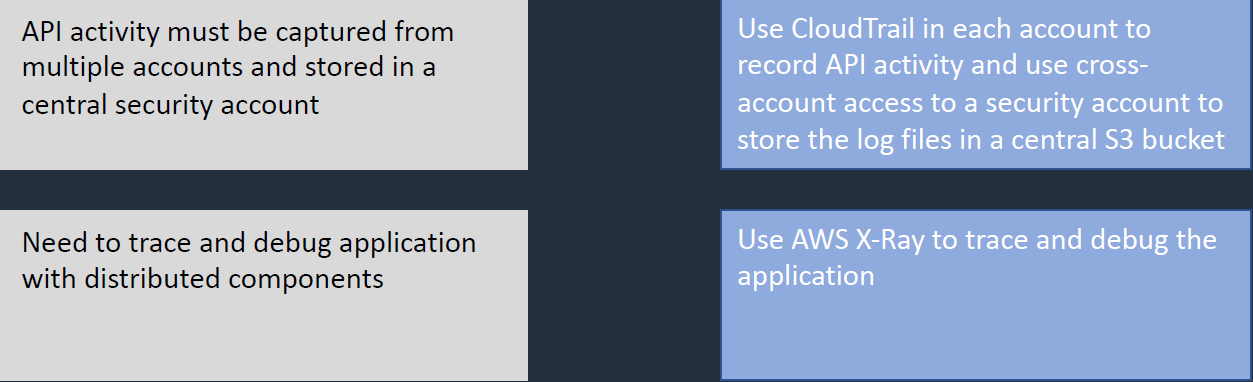 API activity must be captured from
multiple accounts and stored in a
central security account
Use CloudTrail in each account to
record API activity and use cross-
account access to a security account to
store the log files in a central S3 bucket
Need to trace and debug application
with distributed components
Use AWS X-Ray to trace and debug the
application